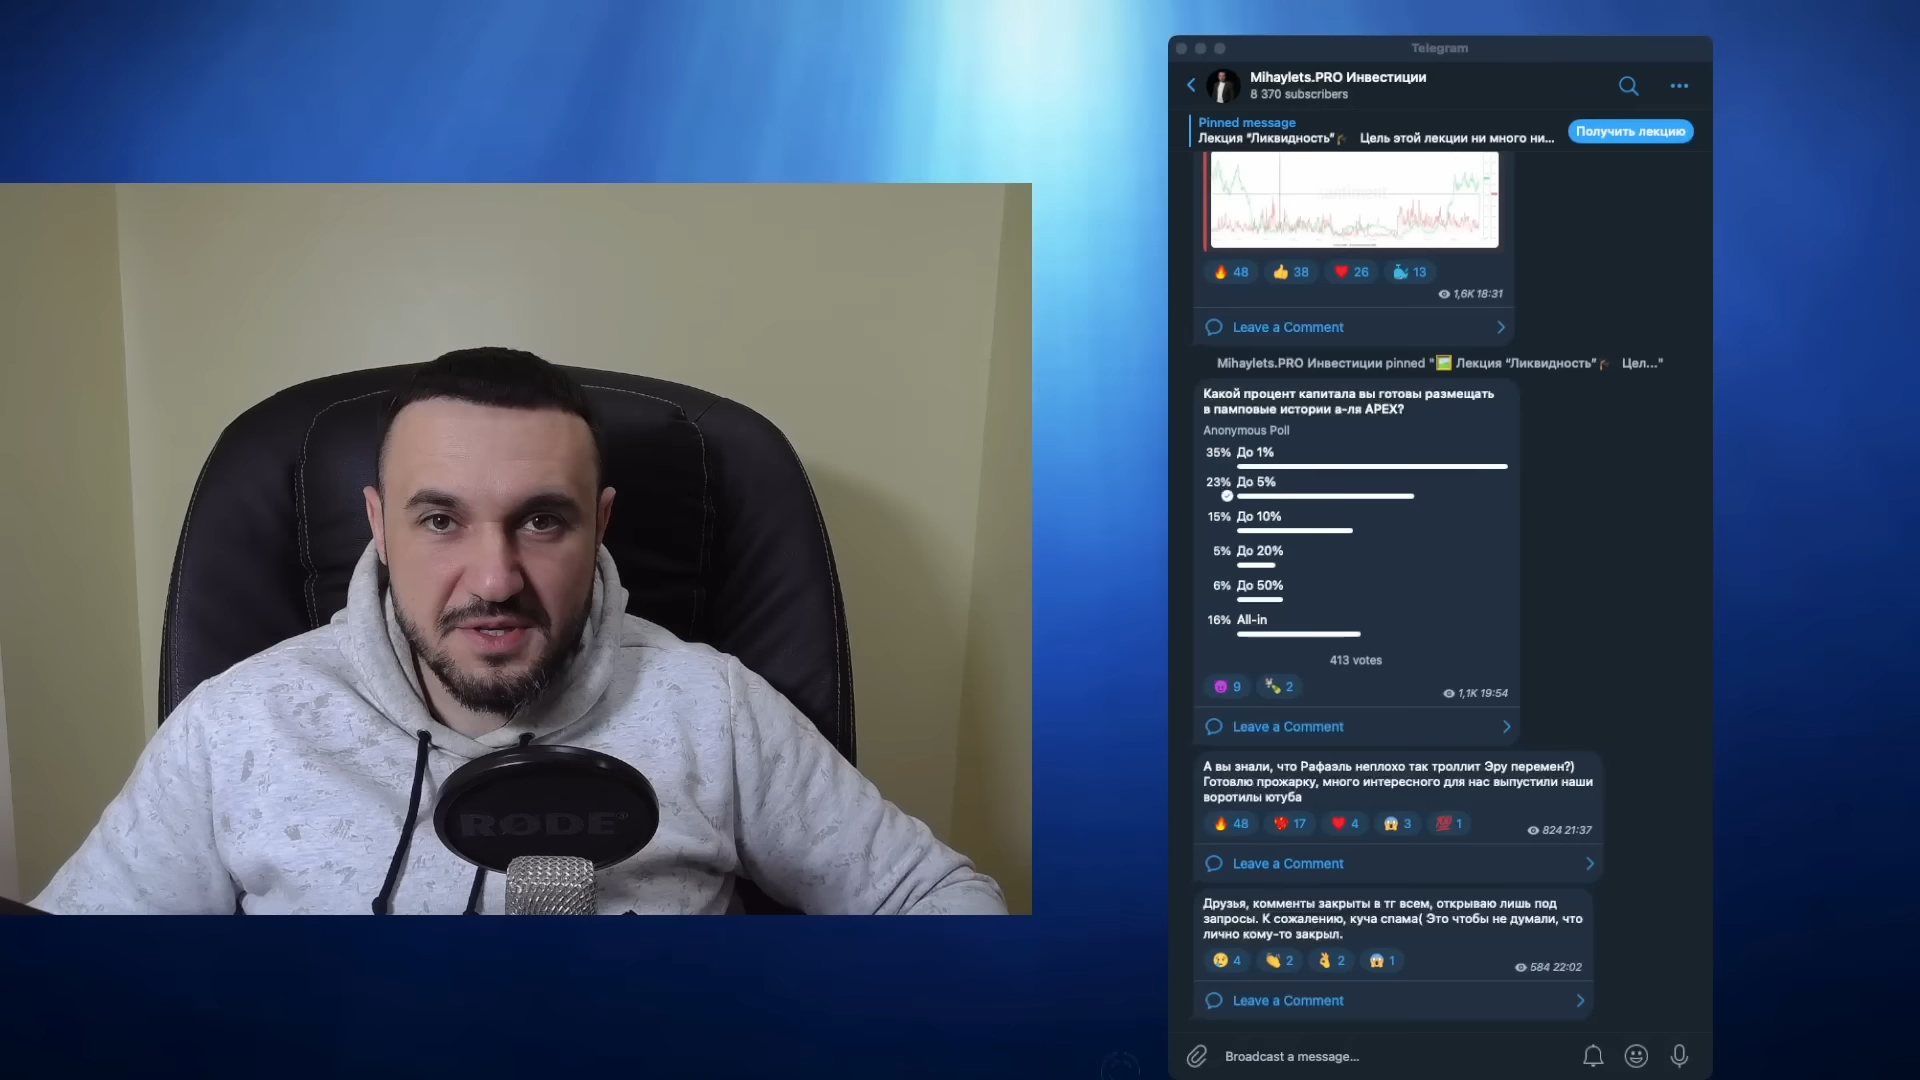 Telegram
Mihaylets.PRO Инвестиции
8 370 subscribers
Pinned message
Лекция “Ликвидность”🎓 Цель этой лекции ни много ни...
Получить лекцию
santiment
🔥 48 👍 38 ❤️ 26 🐳 13
1,6K 18:31
Leave a Comment
Mihaylets.PRO Инвестиции pinned "🖼 Лекция “Ликвидность”🎓 Цел..."
Какой процент капитала вы готовы размещать
в памповые истории а-ля APEX?
Anonymous Poll
35% До 1%
23% До 5%
15% До 10%
5% До 20%
6% До 50%
16% All-in
413 votes
😈 9 🍾 2
1,1K 19:54
Leave a Comment
А вы знали, что Рафаэль неплохо так троллит Эру перемен?)
Готовлю прожарку, много интересного для нас выпустили наши
воротилы ютуба
🔥 48 17 ❤️ 4 😱 3 💯 1
824 21:37
Leave a Comment
Друзья, комменты закрыты в тг всем, открываю лишь под
запросы. К сожалению, куча спама( Это чтобы не думали, что
лично кому-то закрыл.
😢 4 👏 2 👌 2 😱 1
584 22:02
Leave a Comment
Broadcast a message...
RØDE